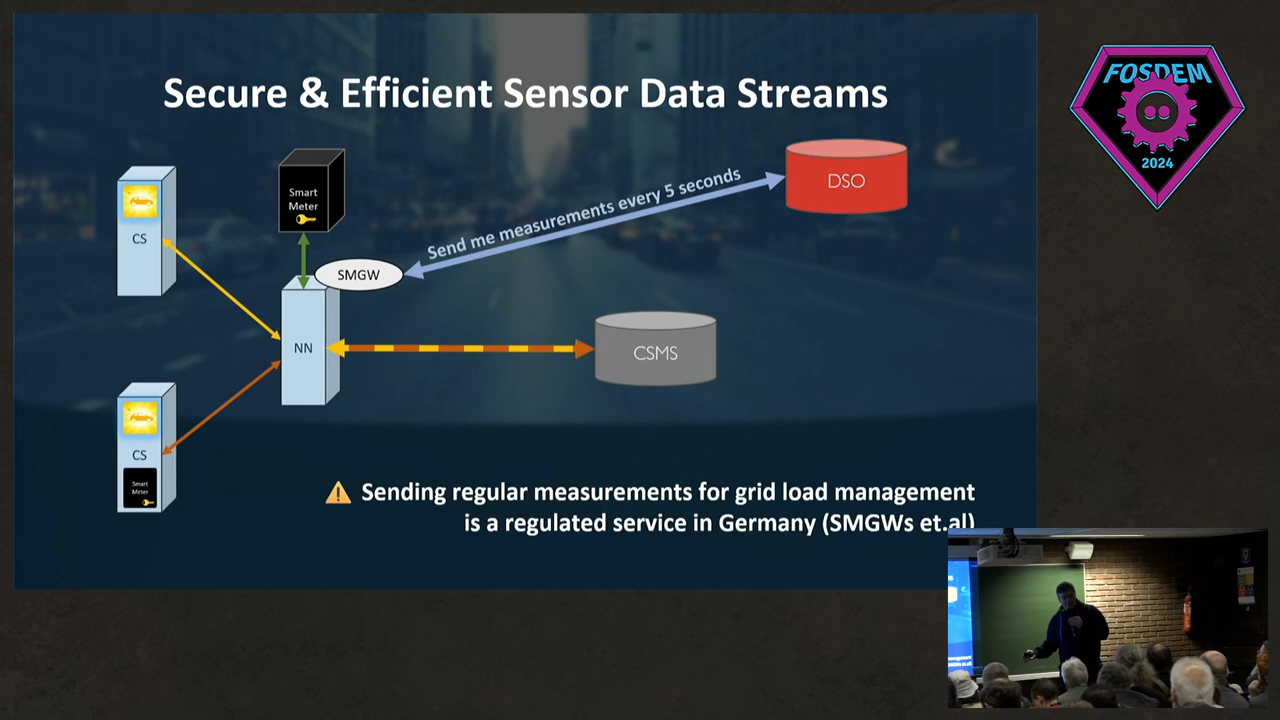 Secure & Efficient Sensor Data Streams
FOSDEM
2024
CS
Smart
Meter
DSO
Send me measurements every 5 seconds
SMGW
NN
CSMS
CS
Smart
Meter
Sending regular measurements for grid load management
is a regulated service in Germany (SMGWs et.al)